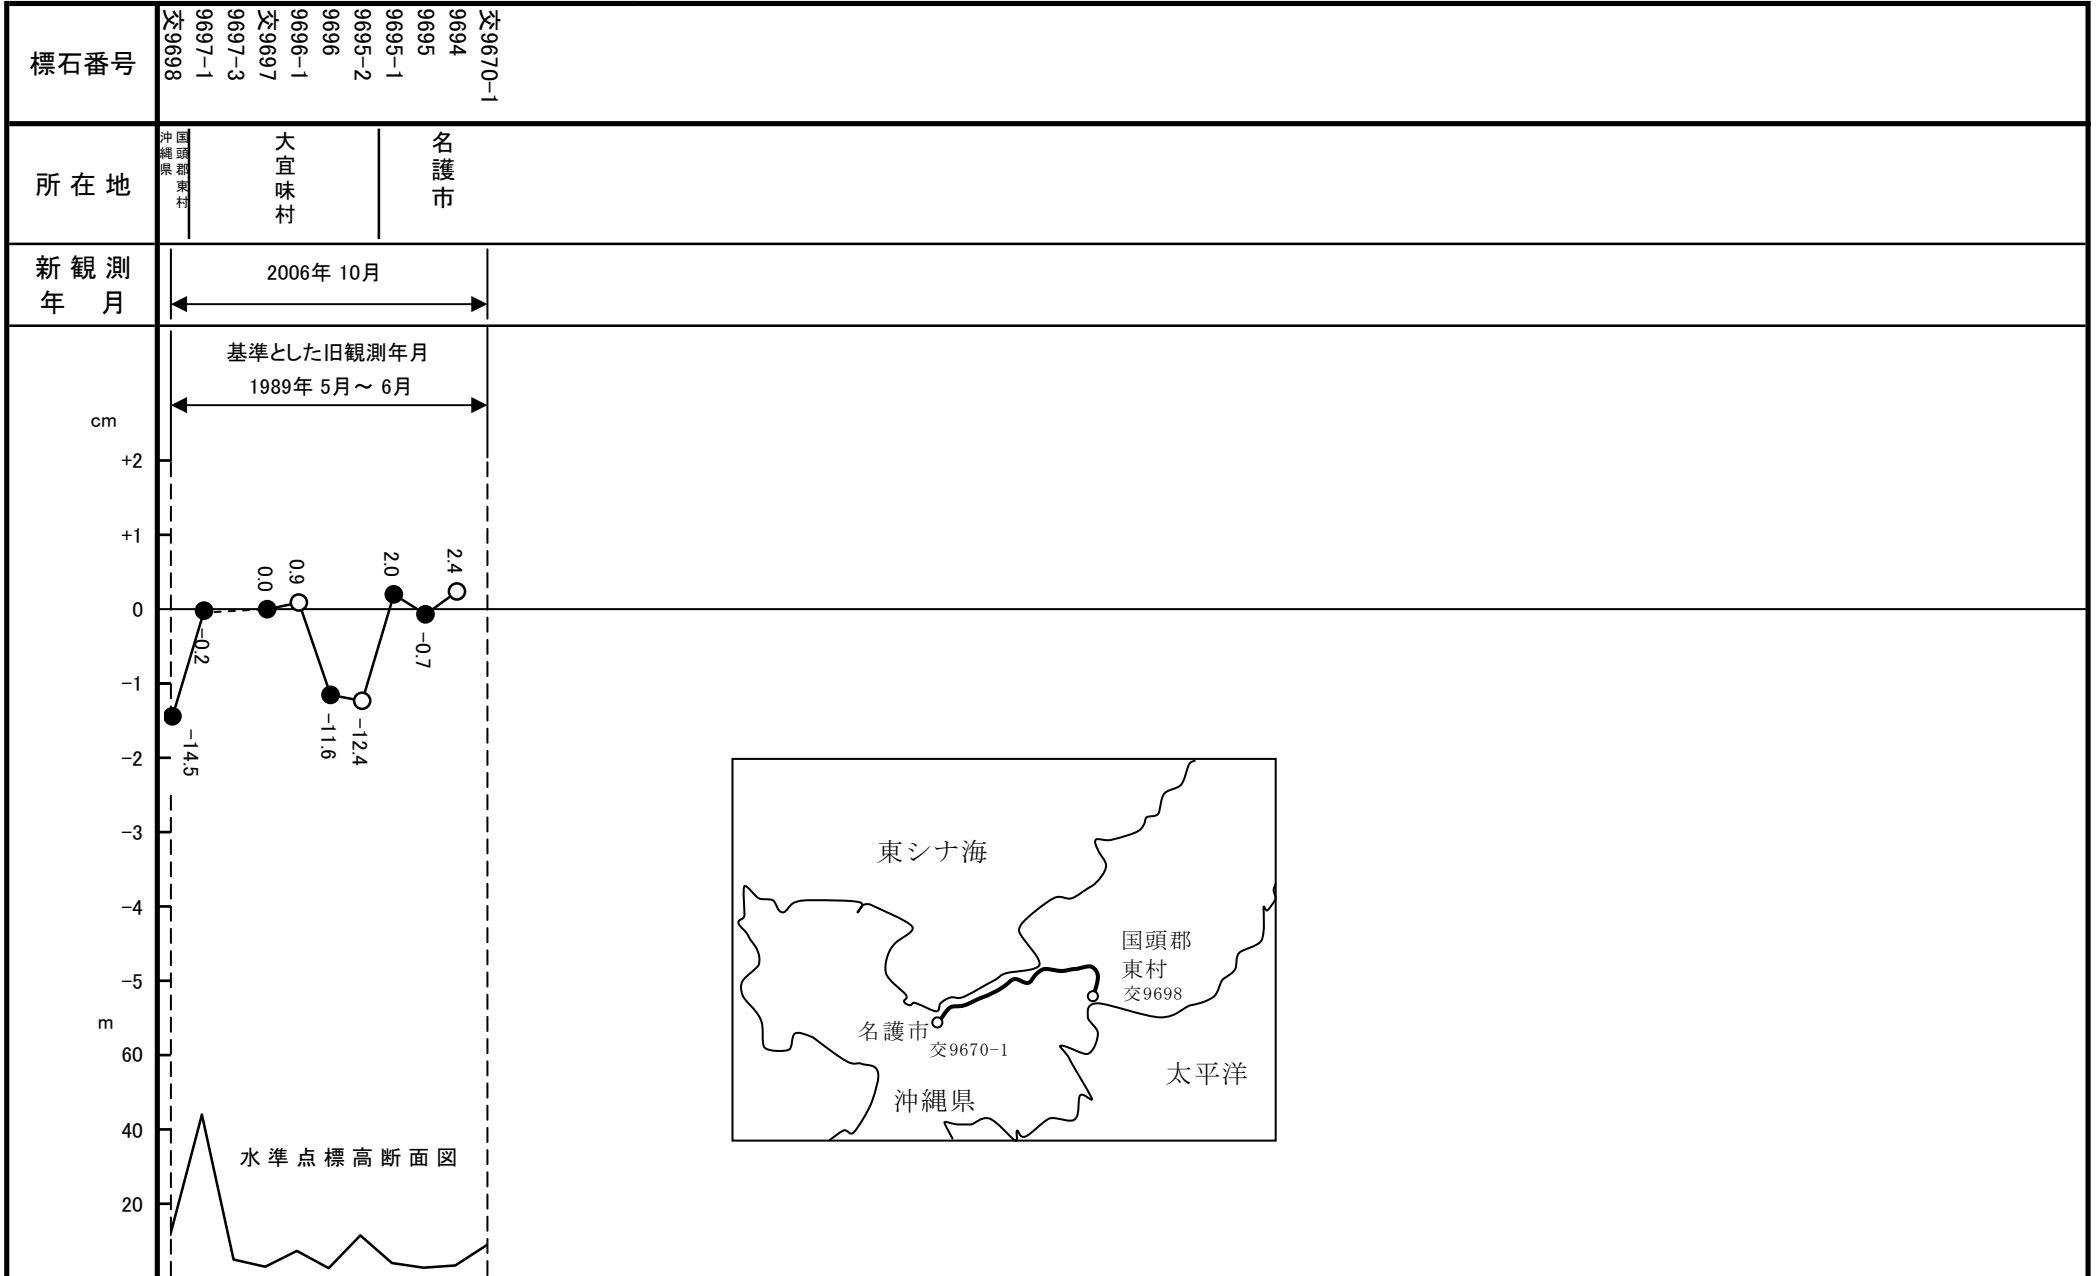 標石番号
交9698
9697-1
9697-3
交9697
9696-1
9696
9695-2
9695-1
9695
9694
交9670-1
所在地
沖縄県
国頭郡東村
大宜味村
名護市
新観測
年 月
2006年 10月
基準とした旧観測年月
1989年 5月～ 6月
cm
+2
+1
0
-1
-2
-3
-4
-5
m
60
40
20
-14.5
-0.2
0.0
0.9
-11.6
-12.4
2.0
-0.7
2.4
水準点標高断面図
東シナ海
国頭郡
東村
交9698
名護市
交9670-1
沖縄県
太平洋